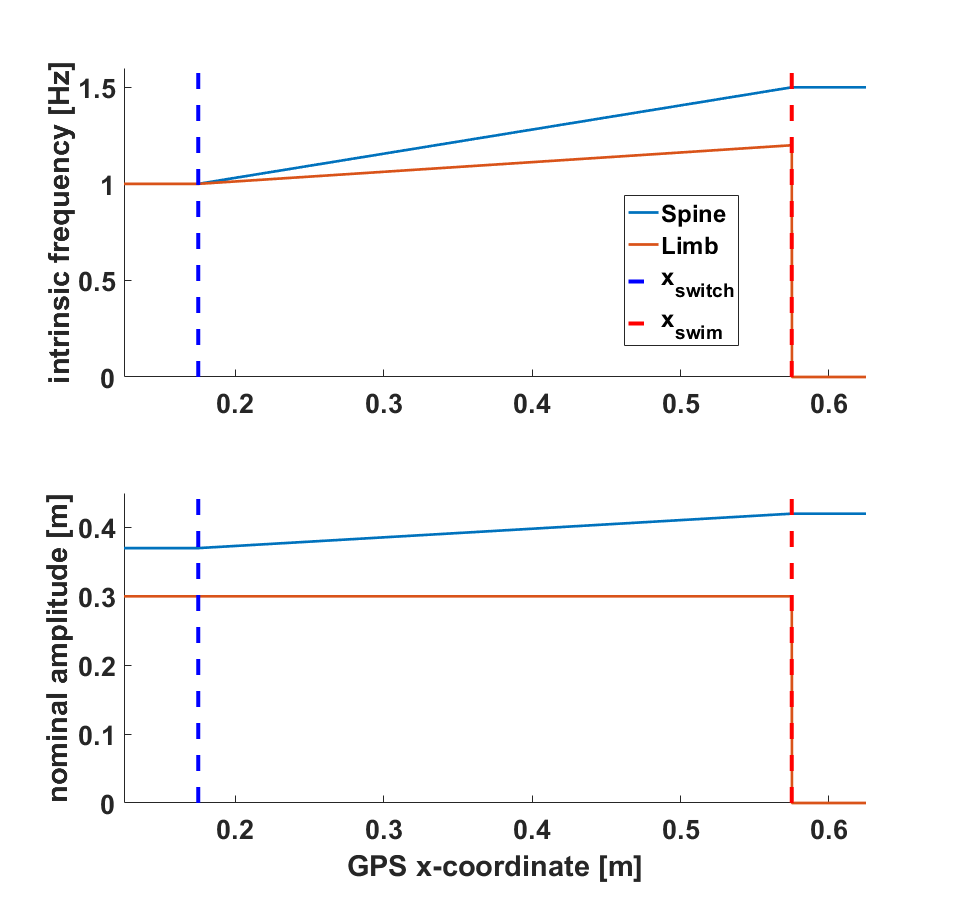 intrinsic frequency [Hz]
1.5
1
0.5
0
0.2 0.3 0.4 0.5 0.6
Spine
Limb
x_switch
x_swim
nominal amplitude [m]
0.4
0.3
0.2
0.1
0
0.2 0.3 0.4 0.5 0.6
GPS x-coordinate [m]